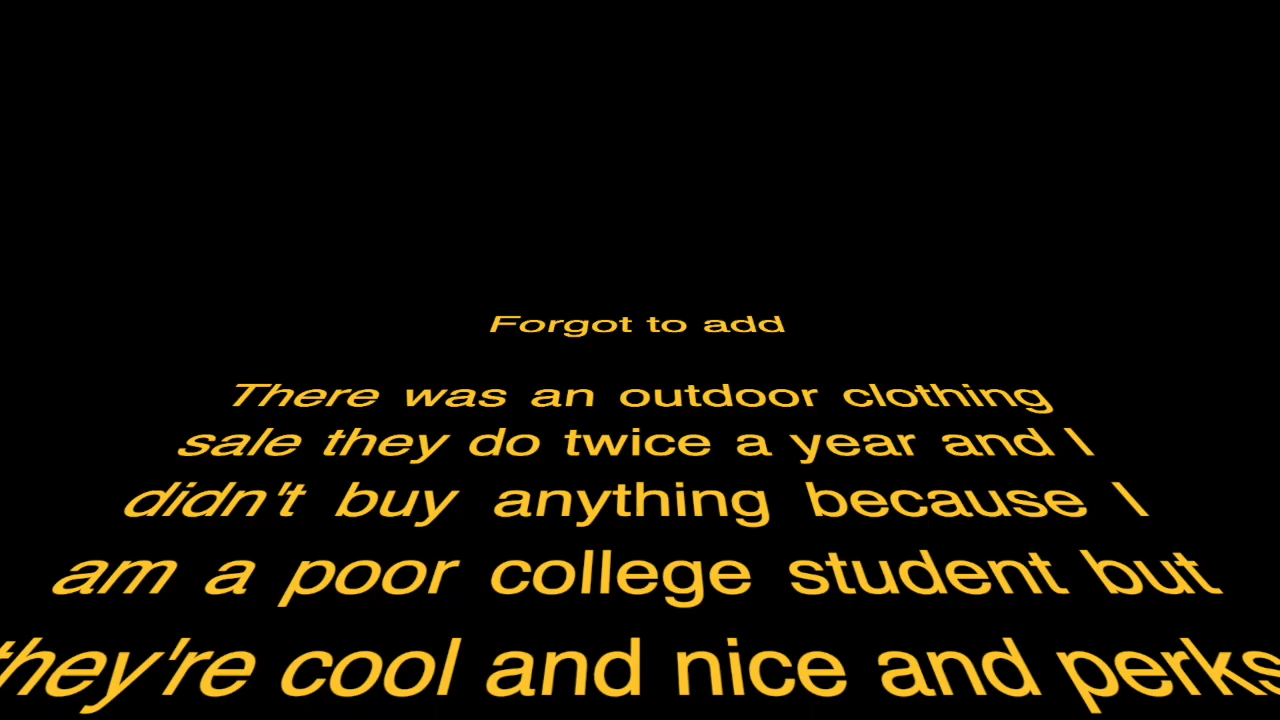 Forgot to add
There was an outdoor clothing
sale they do twice a year and I
didn't buy anything because I
am a poor college student but
they're cool and nice and perks